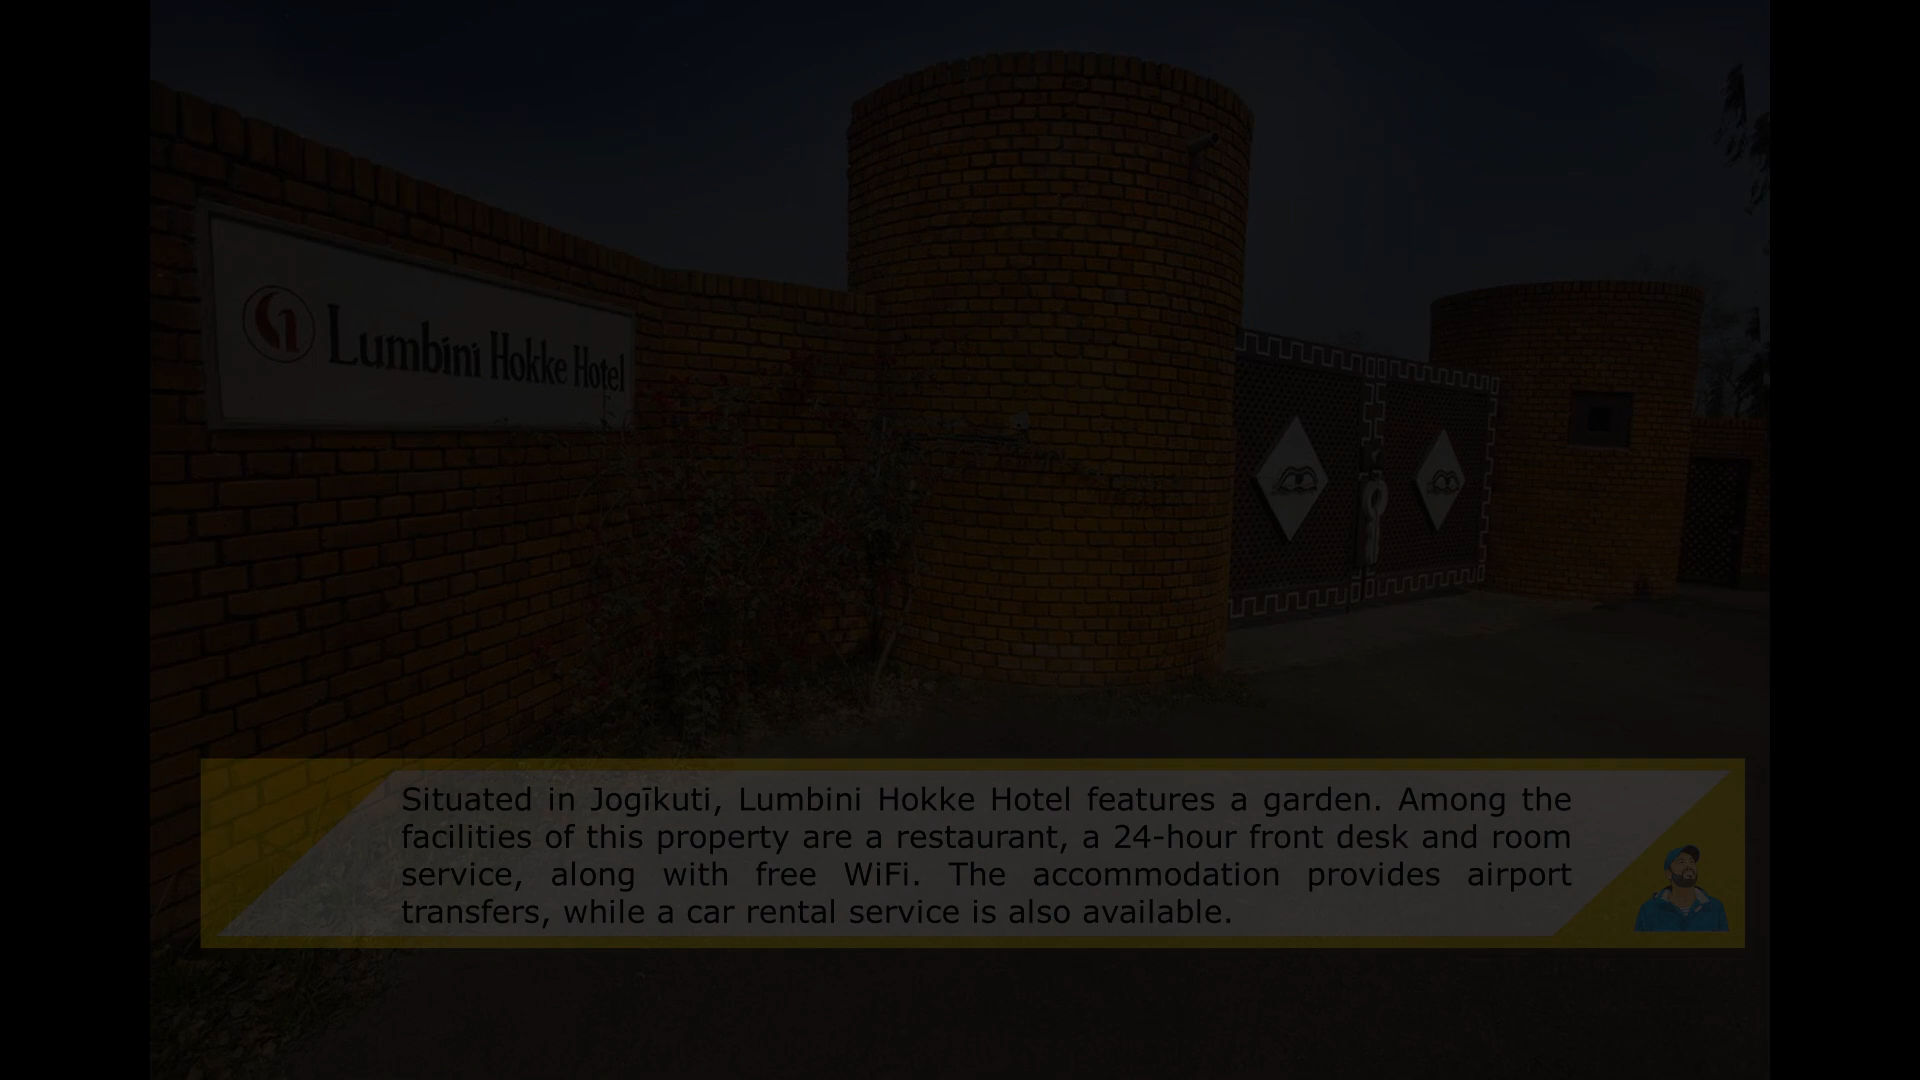 Lumbini Hokke Hotel
Situated in Jogīkuti, Lumbini Hokke Hotel features a garden. Among the
facilities of this property are a restaurant, a 24-hour front desk and room
service, along with free WiFi. The accommodation provides airport
transfers, while a car rental service is also available.